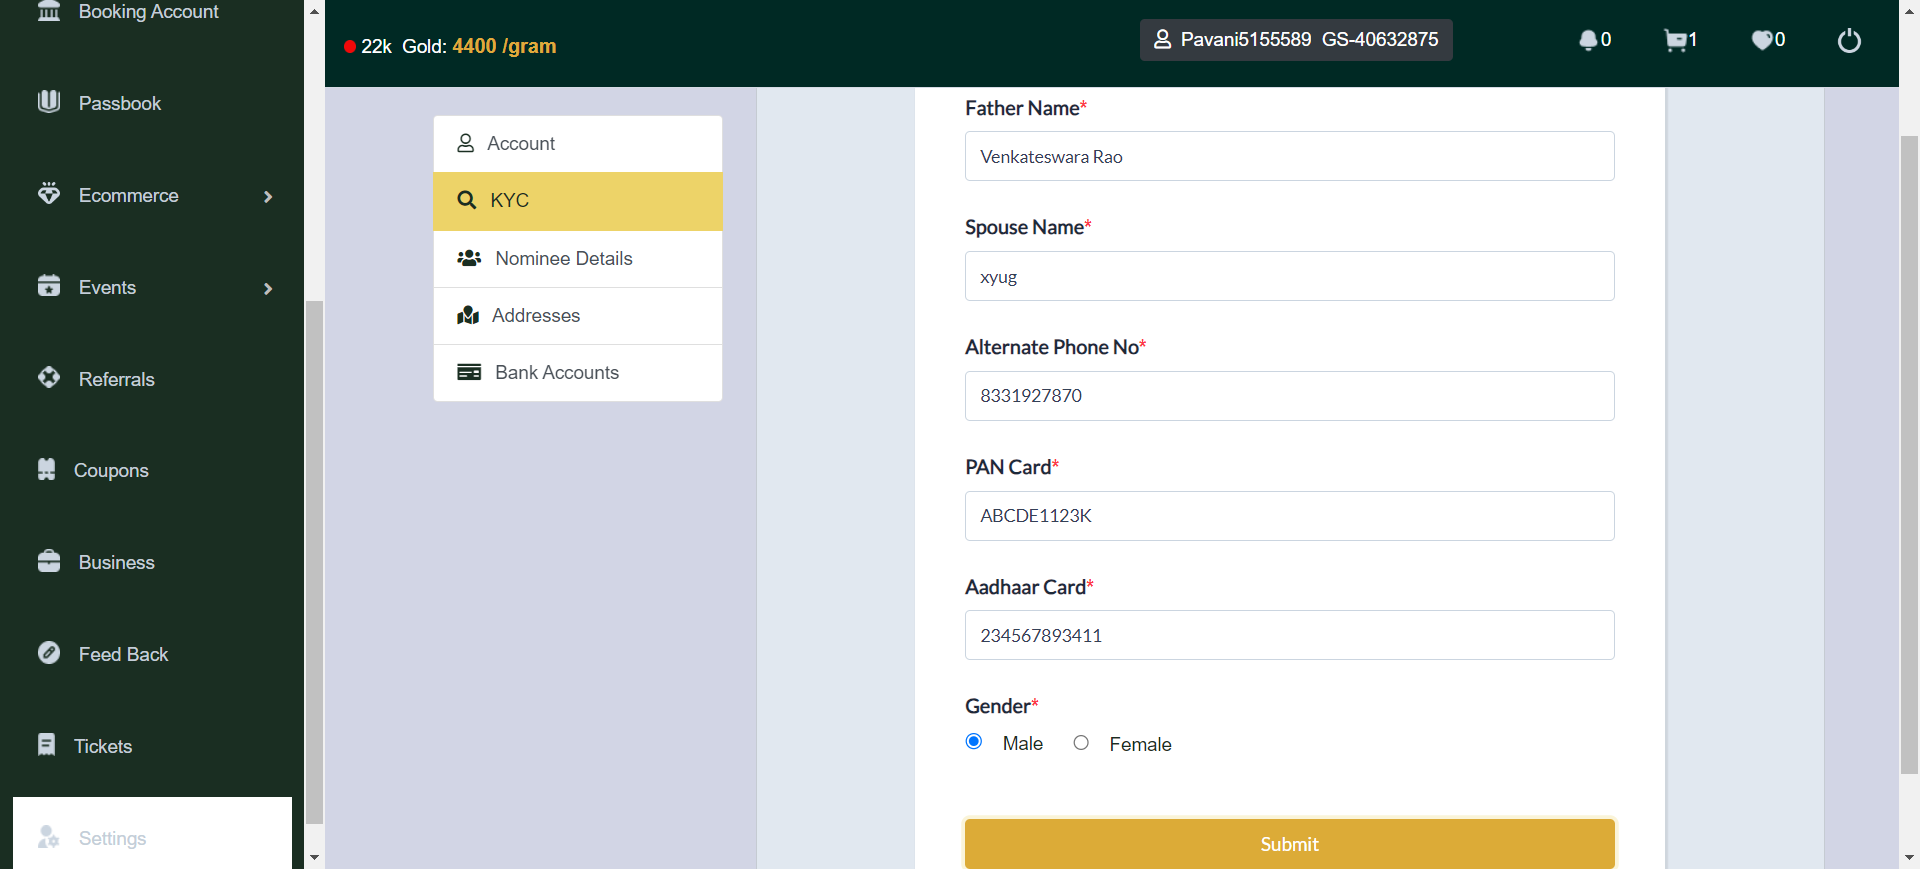 Booking Account
Passbook
Ecommerce
Events
Referrals
Coupons
Business
Feed Back
Tickets
Settings
22k Gold: 4400 /gram
Pavani5155589 GS-40632875
0
1
0
Account
KYC
Nominee Details
Addresses
Bank Accounts
Father Name*
Venkateswara Rao
Spouse Name*
xyug
Alternate Phone No*
8331927870
PAN Card*
ABCDE1123K
Aadhaar Card*
234567893411
Gender*
Male Female
Submit